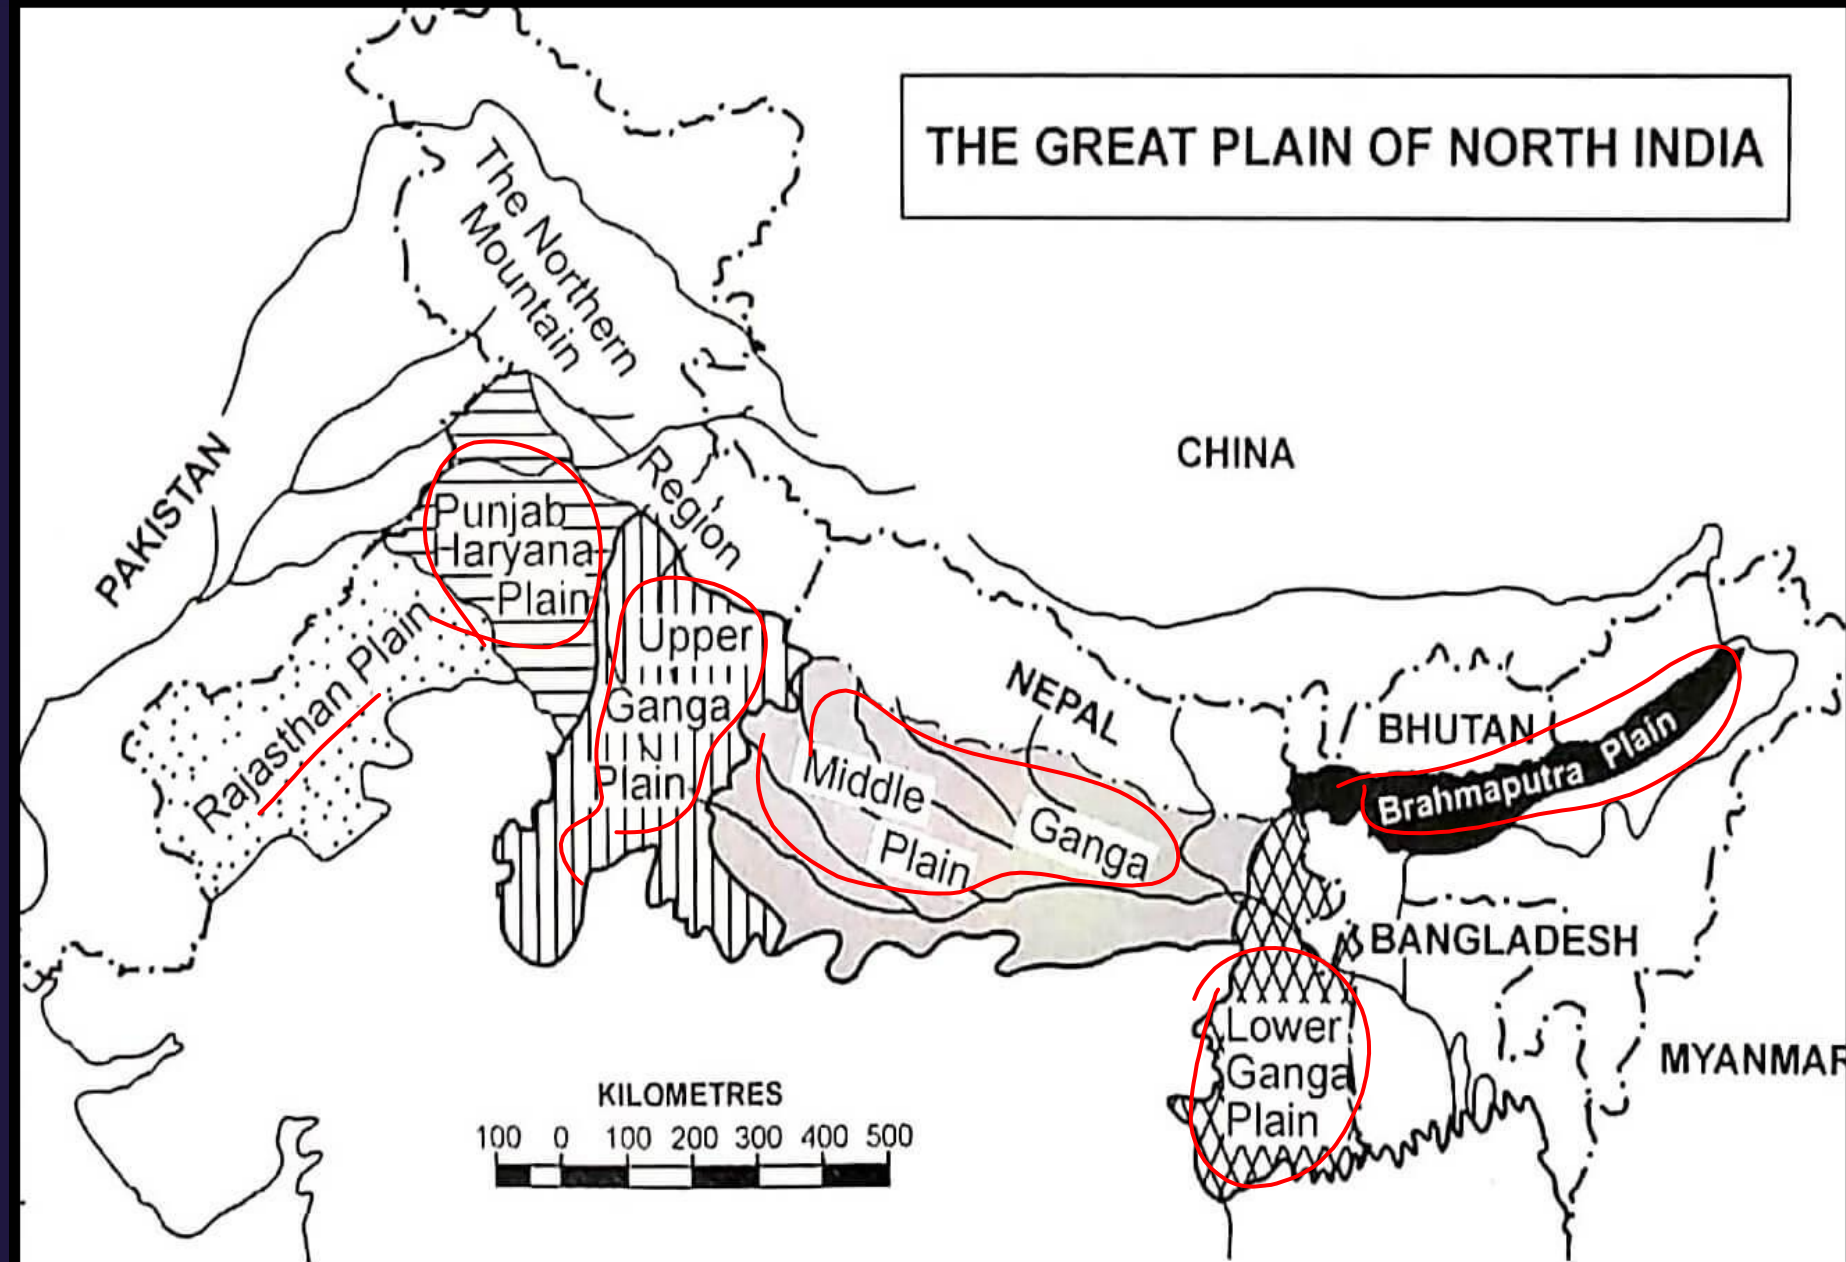 THE GREAT PLAIN OF NORTH INDIA
The Northern
Mountain
Region
CHINA
PAKISTAN
Punjab
Haryana
Plain
Rajasthan Plain
Upper
Ganga
Plain
NEPAL
BHUTAN
Middle
Ganga
Plain
Brahmaputra Plain
BANGLADESH
Lower
Ganga
Plain
MYANMAR
KILOMETRES
100 0 100 200 300 400 500